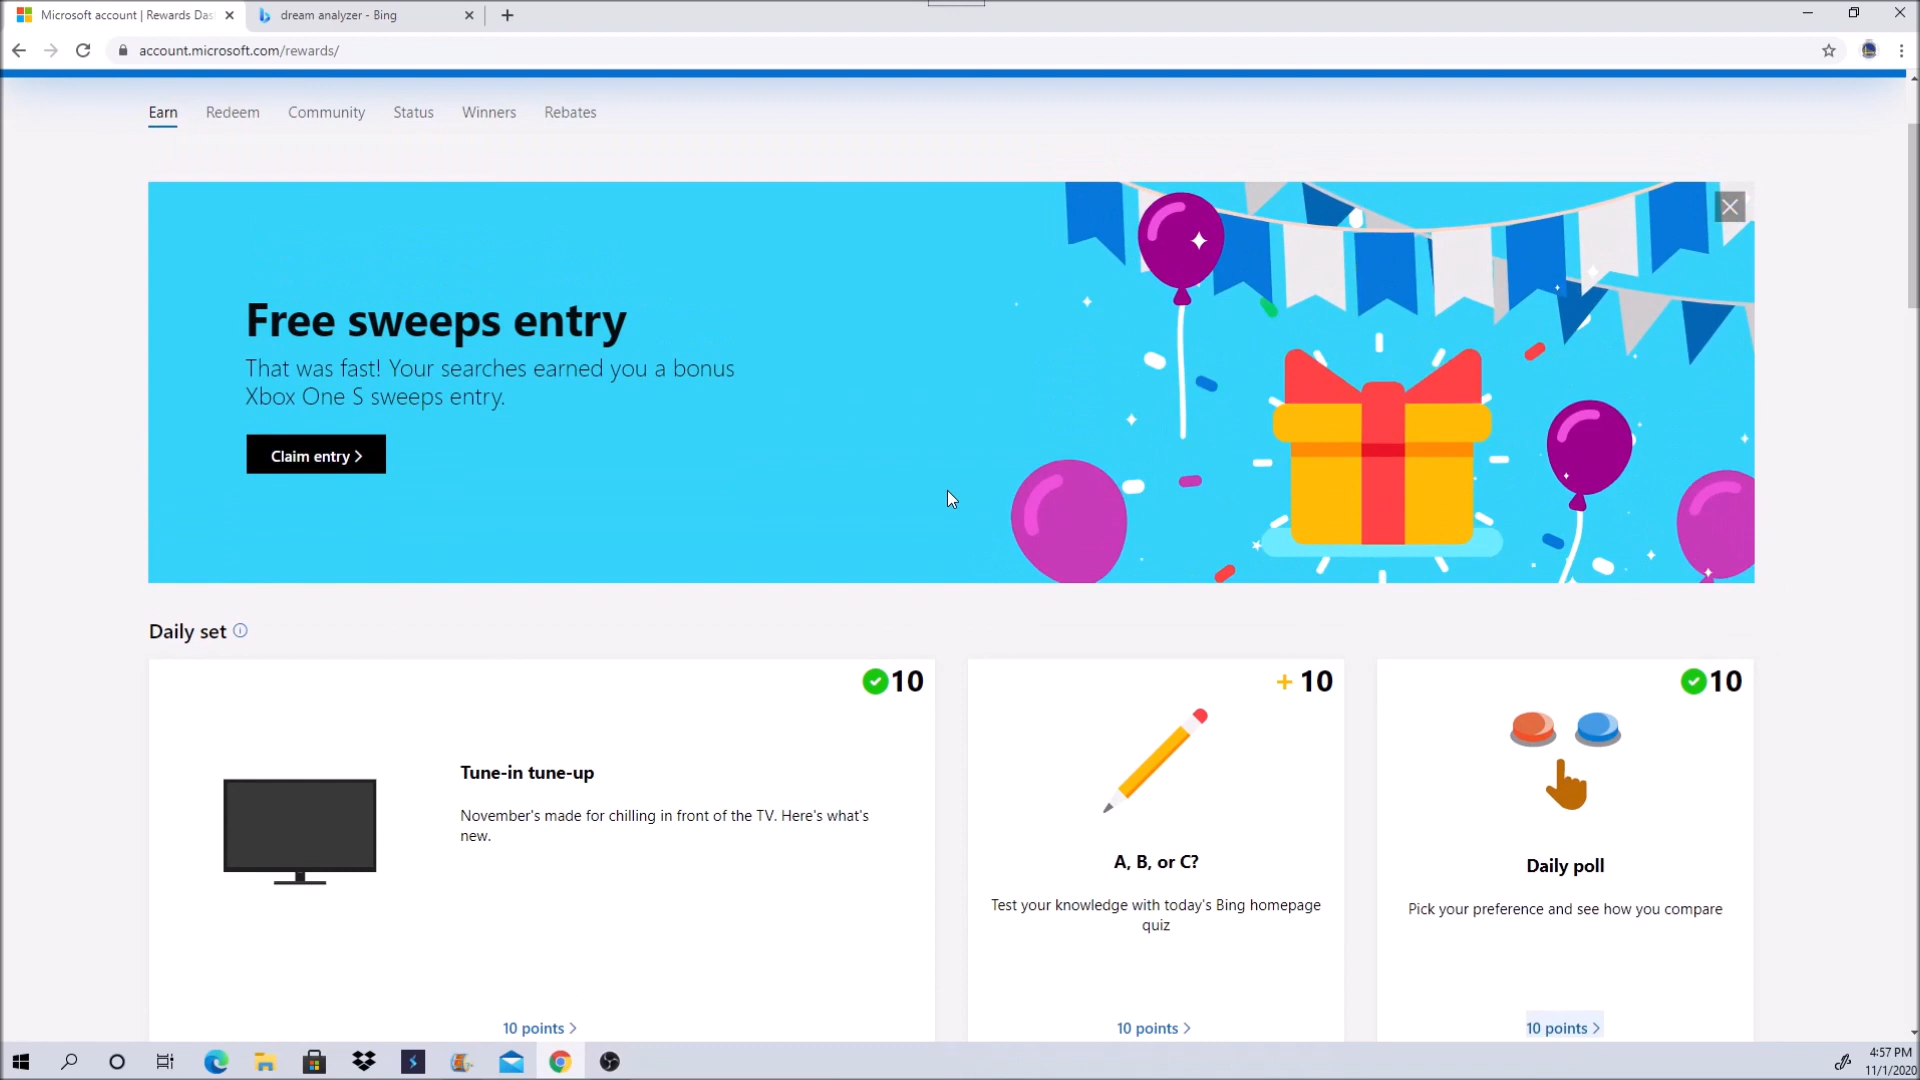 Microsoft account | Rewards Das
dream analyzer - Bing
account.microsoft.com/rewards/
Earn Redeem Community Status Winners Rebates
Free sweeps entry
That was fast! Your searches earned you a bonus
Xbox One S sweeps entry.
Claim entry
Daily set
10
+ 10
10
Tune-in tune-up
November's made for chilling in front of the TV. Here's what's
new.
10 points
A, B, or C?
Test your knowledge with today's Bing homepage
quiz
10 points
Daily poll
Pick your preference and see how you compare
10 points
4:57 PM
11/1/2020